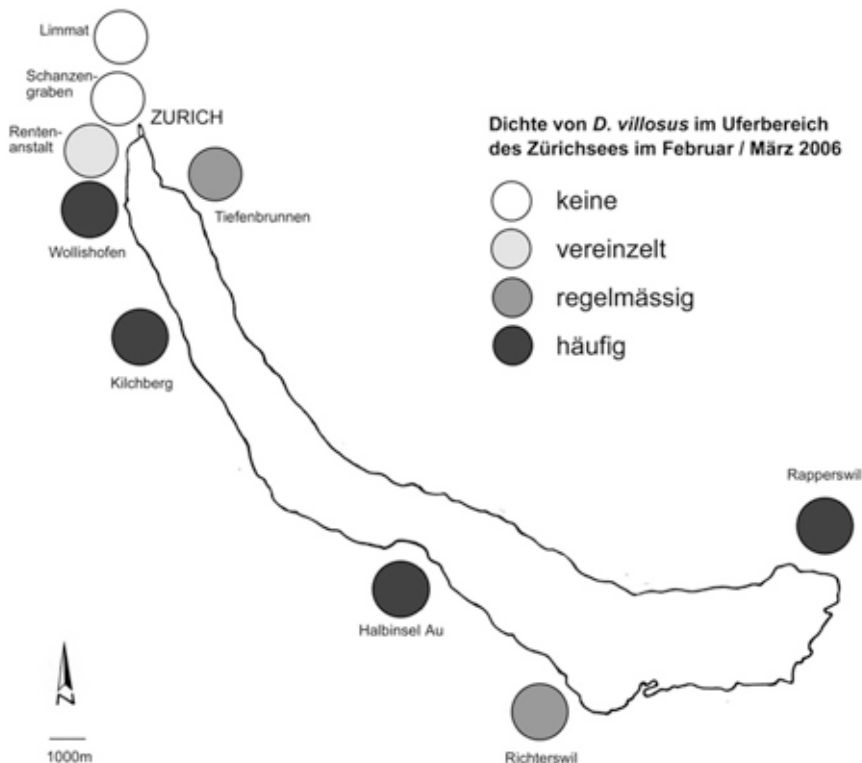 Limmat
Schanzen-
graben
ZURICH
Renten-
anstalt
Tiefenbrunnen
Wollishofen
Dichte von D. villosus im Uferbereich
des Zürichsees im Februar / März 2006
keine
vereinzelt
regelmässig
häufig
Kilchberg
Rapperswil
Halbinsel Au
Richterswil
N
1000m